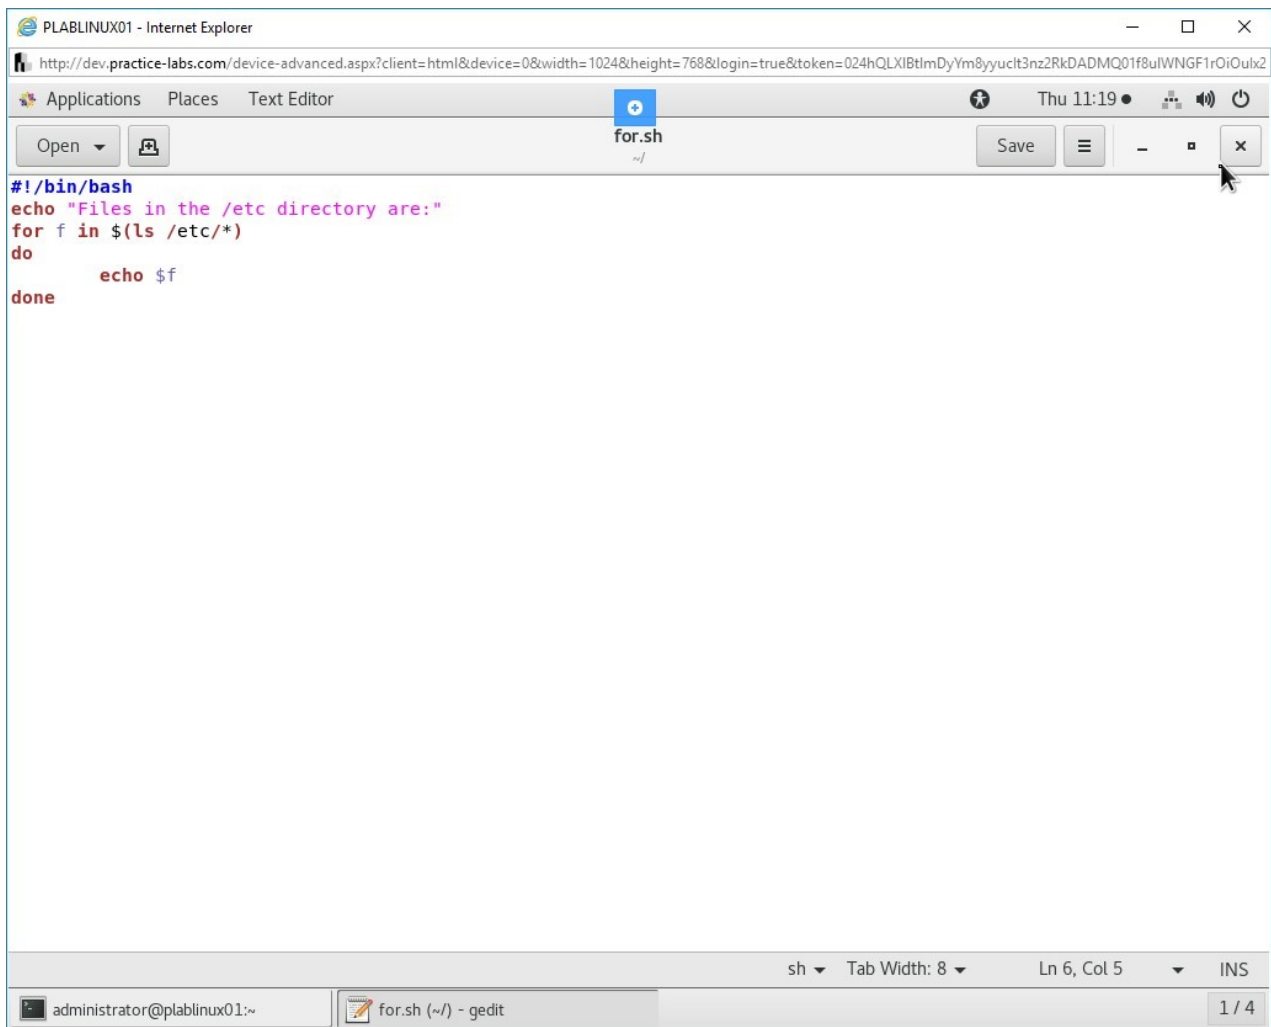 PLABLINUX01 - Internet Explorer
http://dev.practice-labs.com/device-advanced.aspx?client=html&device=0&width=1024&height=768&login=true&token=024hQLXIBtlmDyYm8yyuclt3nz2RkDADMQ01f8ulWNGF1rOiOulx2
Applications Places Text Editor Thu 11:19
Open for.sh Save
~/
#!/bin/bash
echo "Files in the /etc directory are:"
for f in $(ls /etc/*)
do
        echo $f
done
sh Tab Width: 8 Ln 6, Col 5 INS
administrator@plablinux01:~ for.sh (~/) - gedit 1 / 4